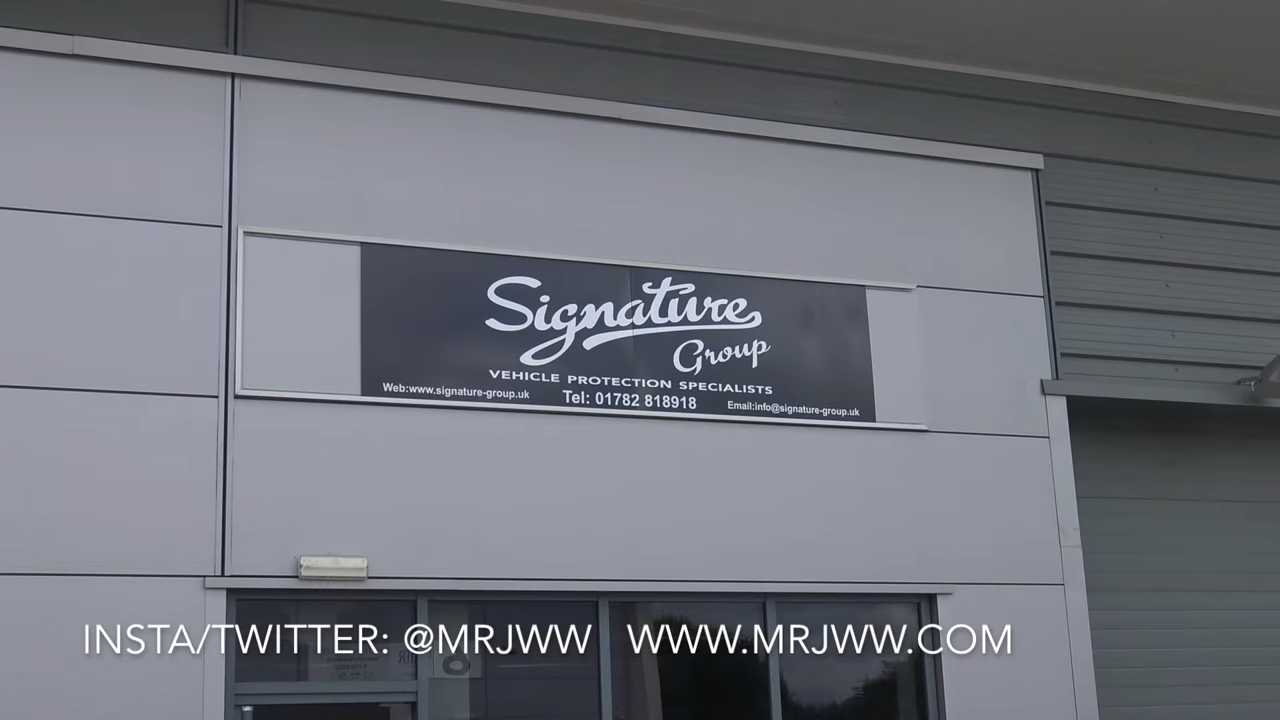 Signature
Group
VEHICLE PROTECTION SPECIALISTS
Web:www.signature-group.uk
Tel: 01782 818918
Email:info@signature-group.uk
INSTA/TWITTER: @MRJWW WWW.MRJWW.COM